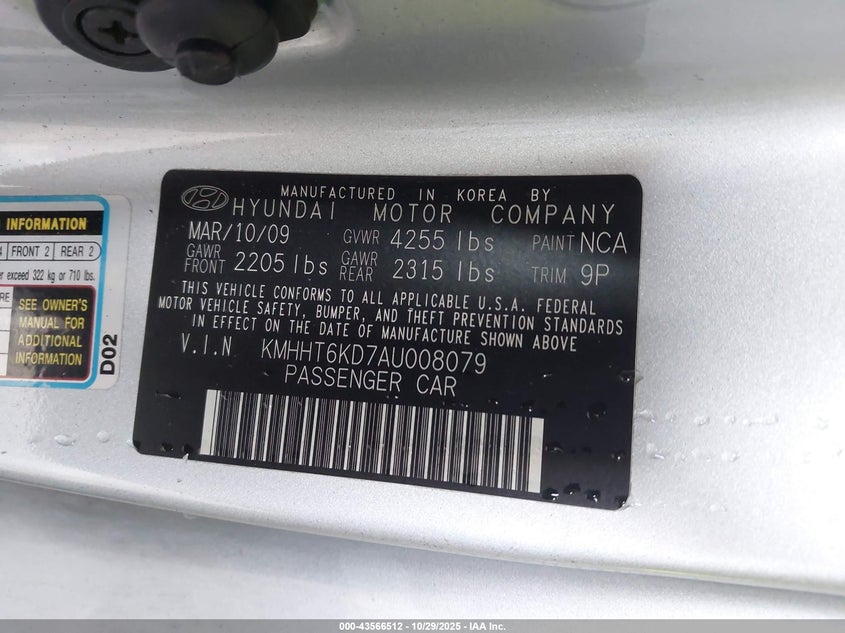 MANUFACTURED IN KOREA BY
HYUNDAI MOTOR COMPANY
MAR/10/09 GVWR 4255 lbs PAINT NCA
GAWR FRONT 2205 lbs GAWR REAR 2315 lbs TRIM 9P
THIS VEHICLE CONFORMS TO ALL APPLICABLE U.S.A. FEDERAL
MOTOR VEHICLE SAFETY, BUMPER, AND THEFT PREVENTION STANDARDS
IN EFFECT ON THE DATE OF MANUFACTURE SHOWN ABOVE
V.I.N KMHHT6KD7AU008079
PASSENGER CAR
INFORMATION
FRONT 2 REAR 2
exceed 322 kg or 710 lbs.
SEE OWNER'S
MANUAL FOR
ADDITIONAL
INFORMATION
D02
000-43566512 - 10/29/2025 - IAA Inc.